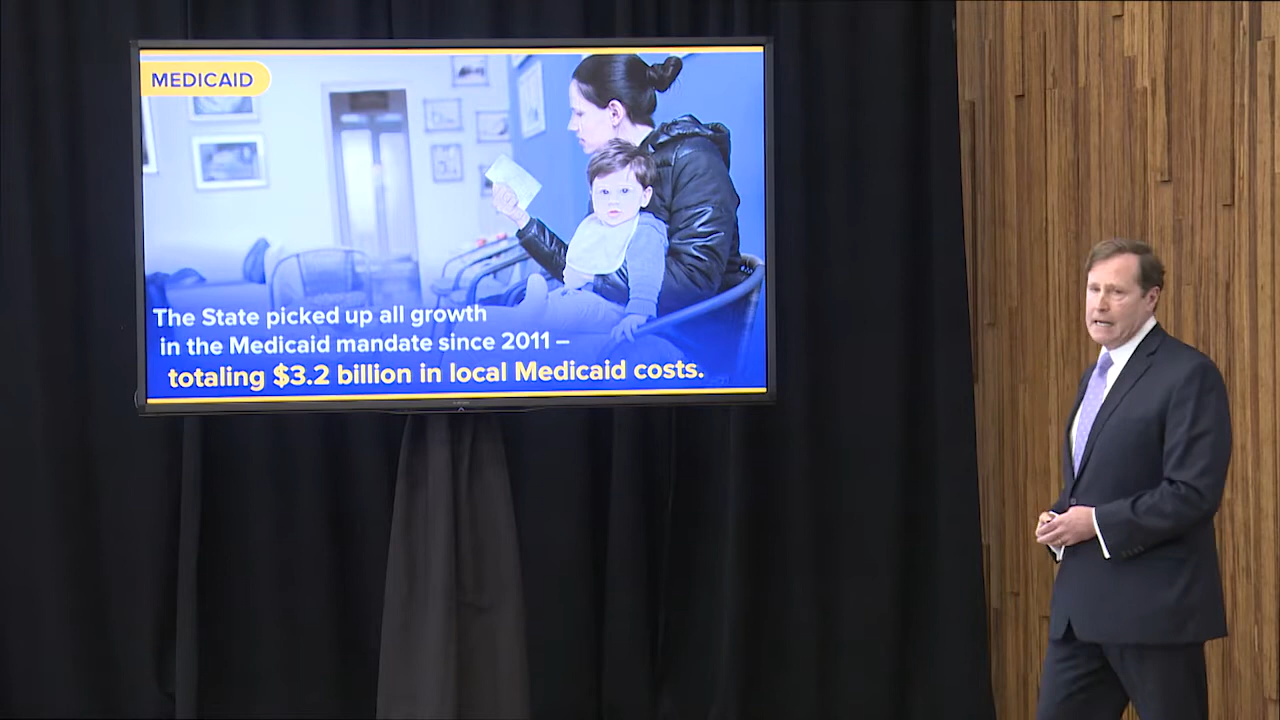 MEDICAID
The State picked up all growth
in the Medicaid mandate since 2011 –
totaling $3.2 billion in local Medicaid costs.